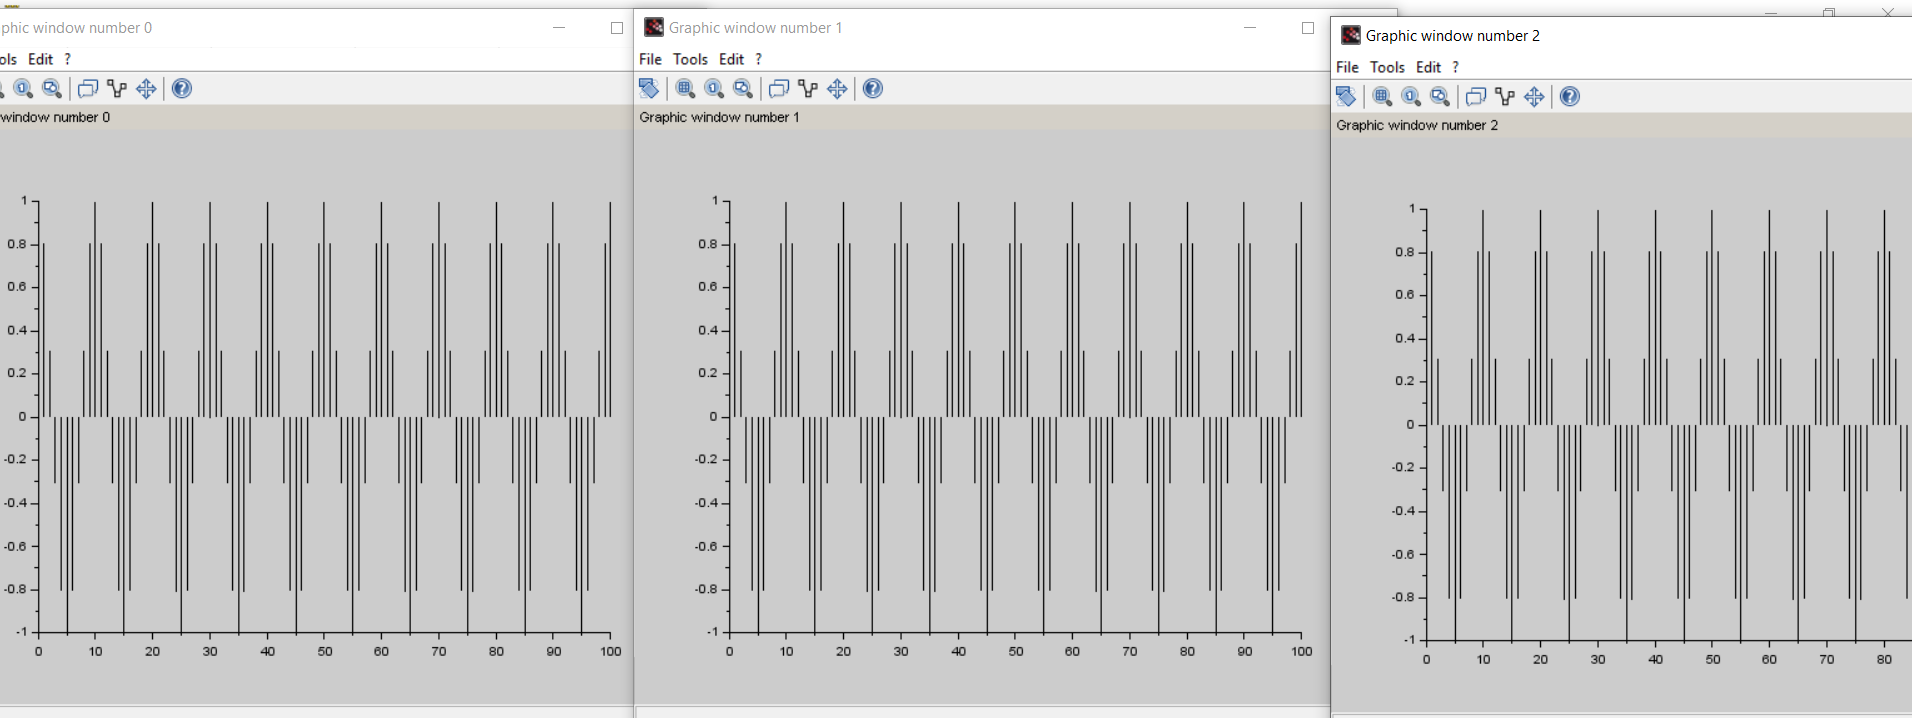 phic window number 0
ols Edit ?
window number 0
1
0.8
0.6
0.4
0.2
0
-0.2
-0.4
-0.6
-0.8
-1
0 10 20 30 40 50 60 70 80 90 100
Graphic window number 1
File Tools Edit ?
Graphic window number 1
1
0.8
0.6
0.4
0.2
0
-0.2
-0.4
-0.6
-0.8
-1
0 10 20 30 40 50 60 70 80 90 100
Graphic window number 2
File Tools Edit ?
Graphic window number 2
1
0.8
0.6
0.4
0.2
0
-0.2
-0.4
-0.6
-0.8
-1
0 10 20 30 40 50 60 70 80